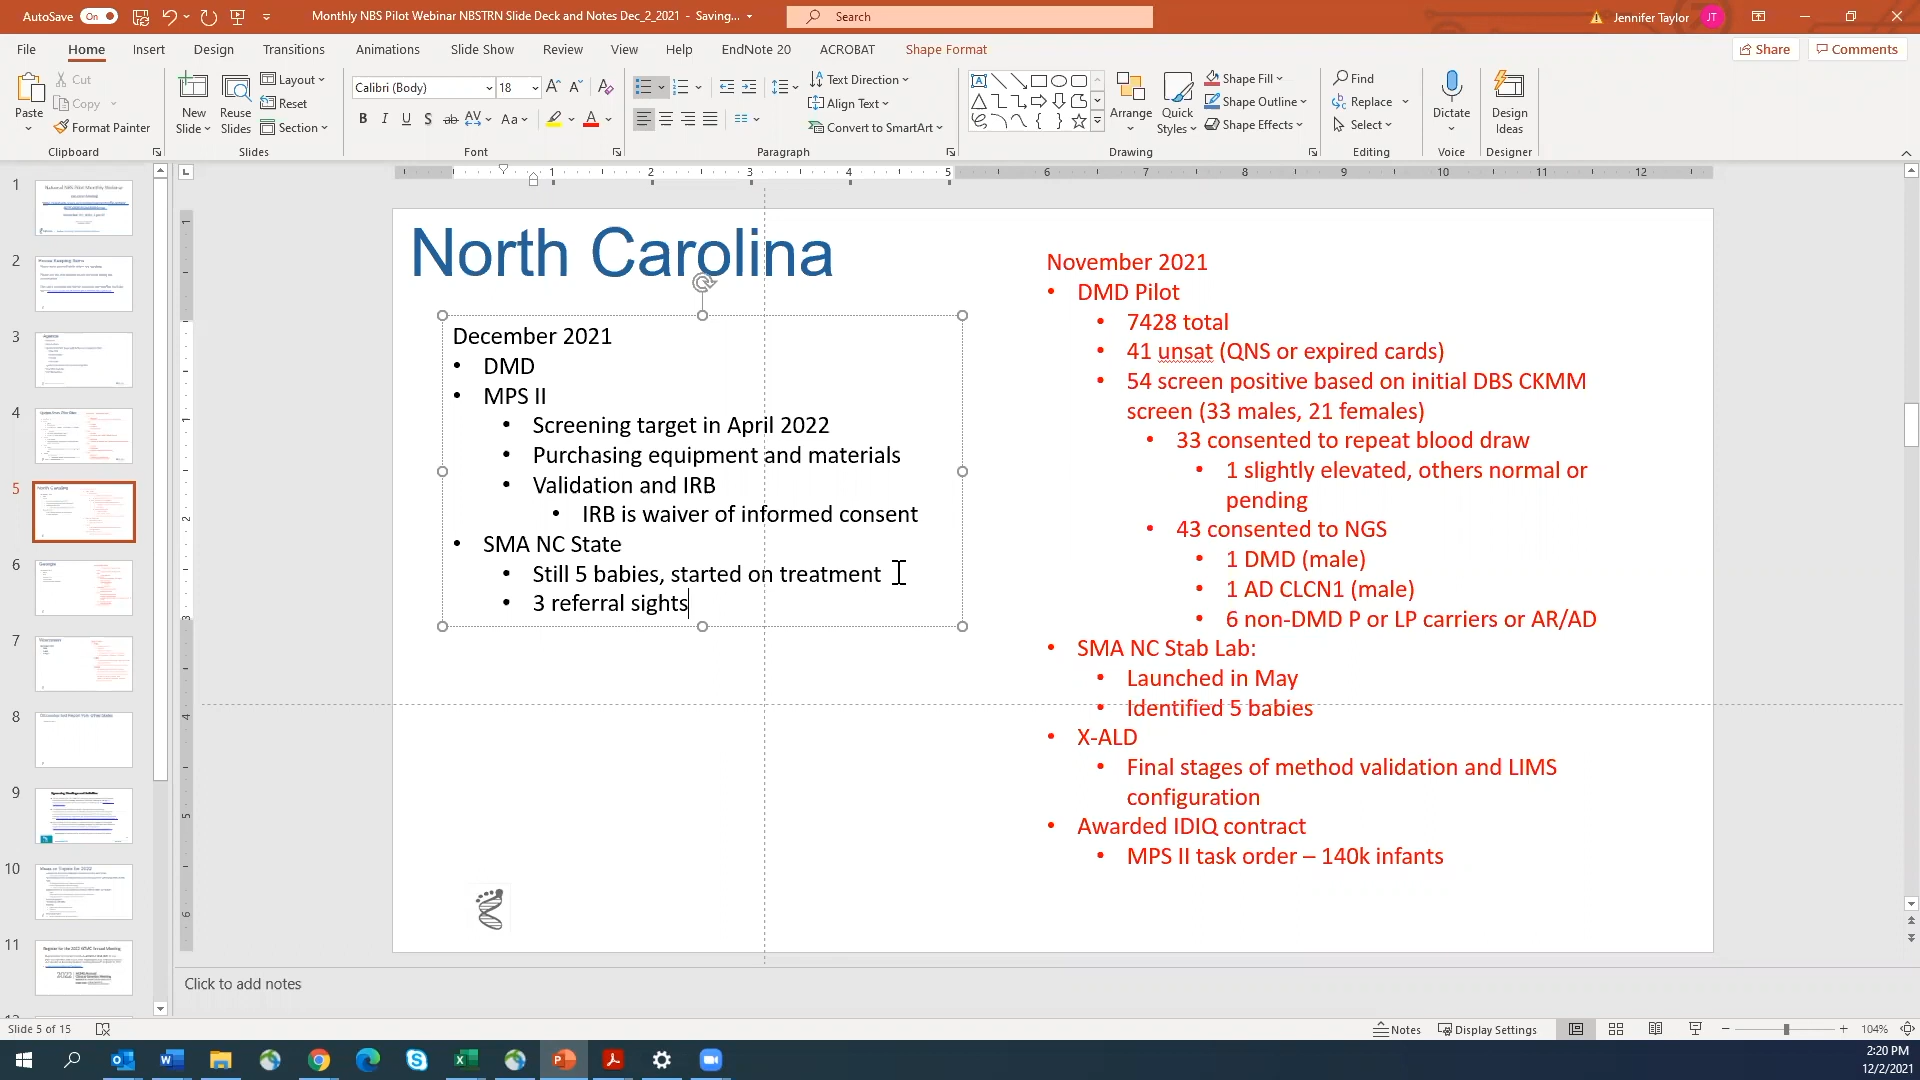 AutoSave On Monthly NBS Pilot Webinar NBSTRN Slide Deck and Notes Dec_2_2021 - Saving... Search Jennifer Taylor JT
File Home Insert Design Transitions Animations Slide Show Review View Help EndNote 20 ACROBAT Shape Format Share Comments
Paste Cut Copy Format Painter Clipboard
New Slide Reuse Slides Layout Reset Section Slides
Calibri (Body) 18 Font
Text Direction Align Text Convert to SmartArt Paragraph
Arrange Quick Styles Shape Fill Shape Outline Shape Effects Drawing
Find Replace Select Editing
Dictate Voice
Design Ideas Designer
North Carolina
December 2021
• DMD
• MPS II
• Screening target in April 2022
• Purchasing equipment and materials
• Validation and IRB
• IRB is waiver of informed consent
• SMA NC State
• Still 5 babies, started on treatment
• 3 referral sights
November 2021
• DMD Pilot
• 7428 total
• 41 unsat (QNS or expired cards)
• 54 screen positive based on initial DBS CKMM
screen (33 males, 21 females)
• 33 consented to repeat blood draw
• 1 slightly elevated, others normal or
pending
• 43 consented to NGS
• 1 DMD (male)
• 1 AD CLCN1 (male)
• 6 non-DMD P or LP carriers or AR/AD
• SMA NC Stab Lab:
• Launched in May
• Identified 5 babies
• X-ALD
• Final stages of method validation and LIMS
configuration
• Awarded IDIQ contract
• MPS II task order – 140k infants
Click to add notes
Slide 5 of 15 Notes Display Settings 104%
2:20 PM
12/2/2021